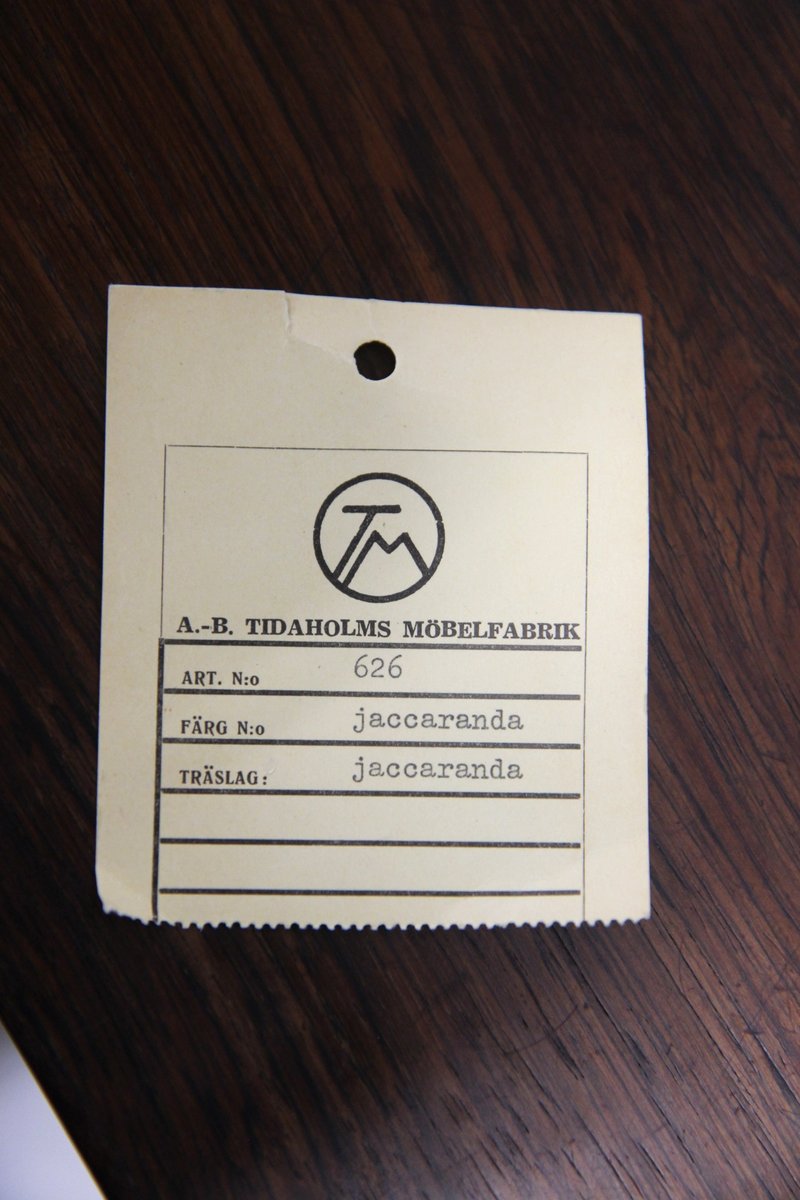 TM
A.-B. TIDAHOLMS MÖBELFABRIK
ART. N:o 626
FÄRG N:o jaccaranda
TRÄSLAG: jaccaranda